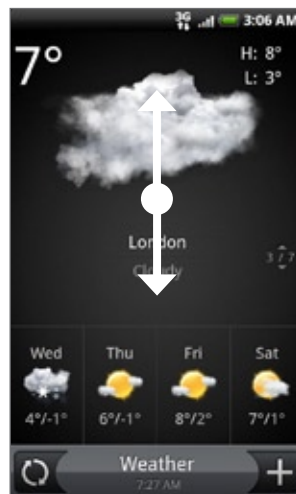 3G 3:06 AM
7° H: 8°
L: 3°
London
Cloudy
3 / 7
Wed Thu Fri Sat
4°/-1° 6°/-1° 8°/2° 7°/1°
Weather
7:27 AM